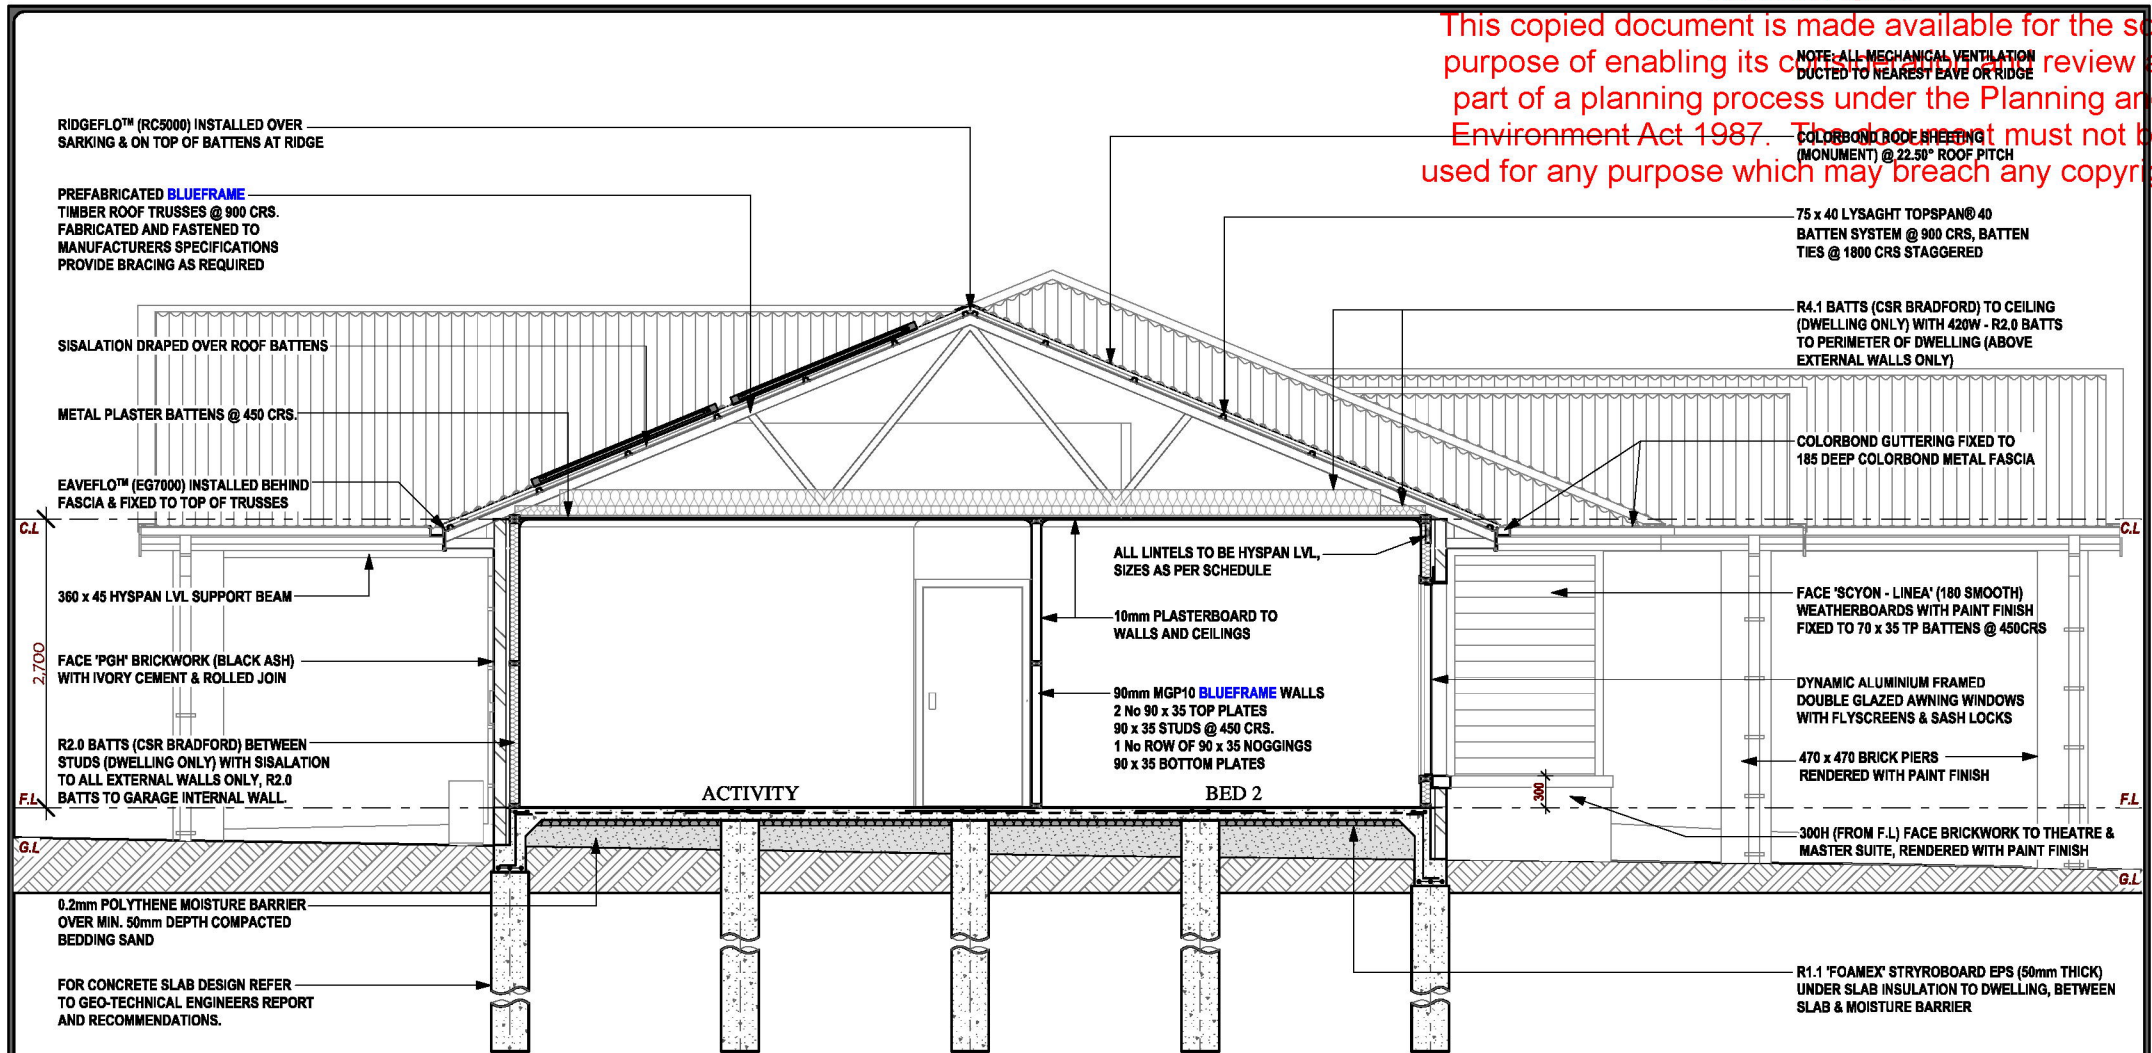 This copied document is made available for the
purpose of enabling its consideration and review
part of a planning process under the Planning
Environment Act 1987. The document must not
used for any purpose which may breach any
NOTE: ALL MECHANICAL VENTILATION
DUCTED TO NEAREST EAVE OR RIDGE
RIDGEFLO™ (RC5000) INSTALLED OVER
SARKING & ON TOP OF BATTENS AT RIDGE
PREFABRICATED BLUEFRAME
TIMBER ROOF TRUSSES @ 900 CRS.
FABRICATED AND FASTENED TO
MANUFACTURERS SPECIFICATIONS
PROVIDE BRACING AS REQUIRED
SISALATION DRAPED OVER ROOF BATTENS
METAL PLASTER BATTENS @ 450 CRS.
EAVEFLO™ (EG7000) INSTALLED BEHIND
FASCIA & FIXED TO TOP OF TRUSSES
C.L
360 x 45 HYSPAN LVL SUPPORT BEAM
2,700
FACE 'PGH' BRICKWORK (BLACK ASH)
WITH IVORY CEMENT & ROLLED JOIN
R2.0 BATTS (CSR BRADFORD) BETWEEN
STUDS (DWELLING ONLY) WITH SISALATION
TO ALL EXTERNAL WALLS ONLY, R2.0
BATTS TO GARAGE INTERNAL WALL.
F.L
G.L
0.2mm POLYTHENE MOISTURE BARRIER
OVER MIN. 50mm DEPTH COMPACTED
BEDDING SAND
FOR CONCRETE SLAB DESIGN REFER
TO GEO-TECHNICAL ENGINEERS REPORT
AND RECOMMENDATIONS.
ALL LINTELS TO BE HYSPAN LVL,
SIZES AS PER SCHEDULE
10mm PLASTERBOARD TO
WALLS AND CEILINGS
90mm MGP10 BLUEFRAME WALLS
2 No 90 x 35 TOP PLATES
90 x 35 STUDS @ 450 CRS.
1 No ROW OF 90 x 35 NOGGINGS
90 x 35 BOTTOM PLATES
ACTIVITY
BED 2
COLORBOND ROOF SHEETING
(MONUMENT) @ 22.50° ROOF PITCH
75 x 40 LYSAGHT TOPSPAN® 40
BATTEN SYSTEM @ 900 CRS, BATTEN
TIES @ 1800 CRS STAGGERED
R4.1 BATTS (CSR BRADFORD) TO CEILING
(DWELLING ONLY) WITH 420W - R2.0 BATTS
TO PERIMETER OF DWELLING (ABOVE
EXTERNAL WALLS ONLY)
COLORBOND GUTTERING FIXED TO
185 DEEP COLORBOND METAL FASCIA
C.L
FACE 'SCYON - LINEA' (180 SMOOTH)
WEATHERBOARDS WITH PAINT FINISH
FIXED TO 70 x 35 TP BATTENS @ 450CRS
DYNAMIC ALUMINIUM FRAMED
DOUBLE GLAZED AWNING WINDOWS
WITH FLYSCREENS & SASH LOCKS
470 x 470 BRICK PIERS
RENDERED WITH PAINT FINISH
300
F.L
300H (FROM F.L) FACE BRICKWORK TO THEATRE &
MASTER SUITE, RENDERED WITH PAINT FINISH
G.L
R1.1 'FOAMEX' STRYROBOARD EPS (50mm THICK)
UNDER SLAB INSULATION TO DWELLING, BETWEEN
SLAB & MOISTURE BARRIER